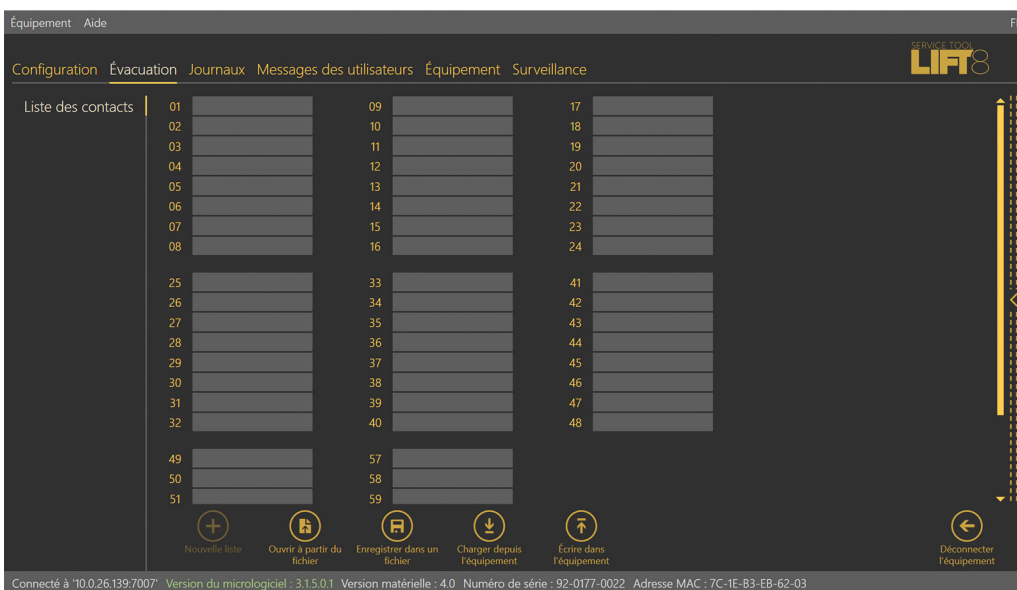 Équipement Aide
SERVICE TOOL
LIFT8
Configuration Évacuation Journaux Messages des utilisateurs Équipement Surveillance
Liste des contacts
01 09 17
02 10 18
03 11 19
04 12 20
05 13 21
06 14 22
07 15 23
08 16 24
25 33 41
26 34 42
27 35 43
28 36 44
29 37 45
30 38 46
31 39 47
32 40 48
49 57
50 58
51 59
Nouvelle liste
Ouvrir à partir du
fichier
Enregistrer dans un
fichier
Charger depuis
l'équipement
Écrire dans
l'équipement
Déconnecter
l'équipement
Connecté à '10.0.26.139:7007' Version du micrologiciel : 3.1.5.0.1 Version matérielle : 4.0 Numéro de série : 92-0177-0022 Adresse MAC : 7C-1E-B3-EB-62-03